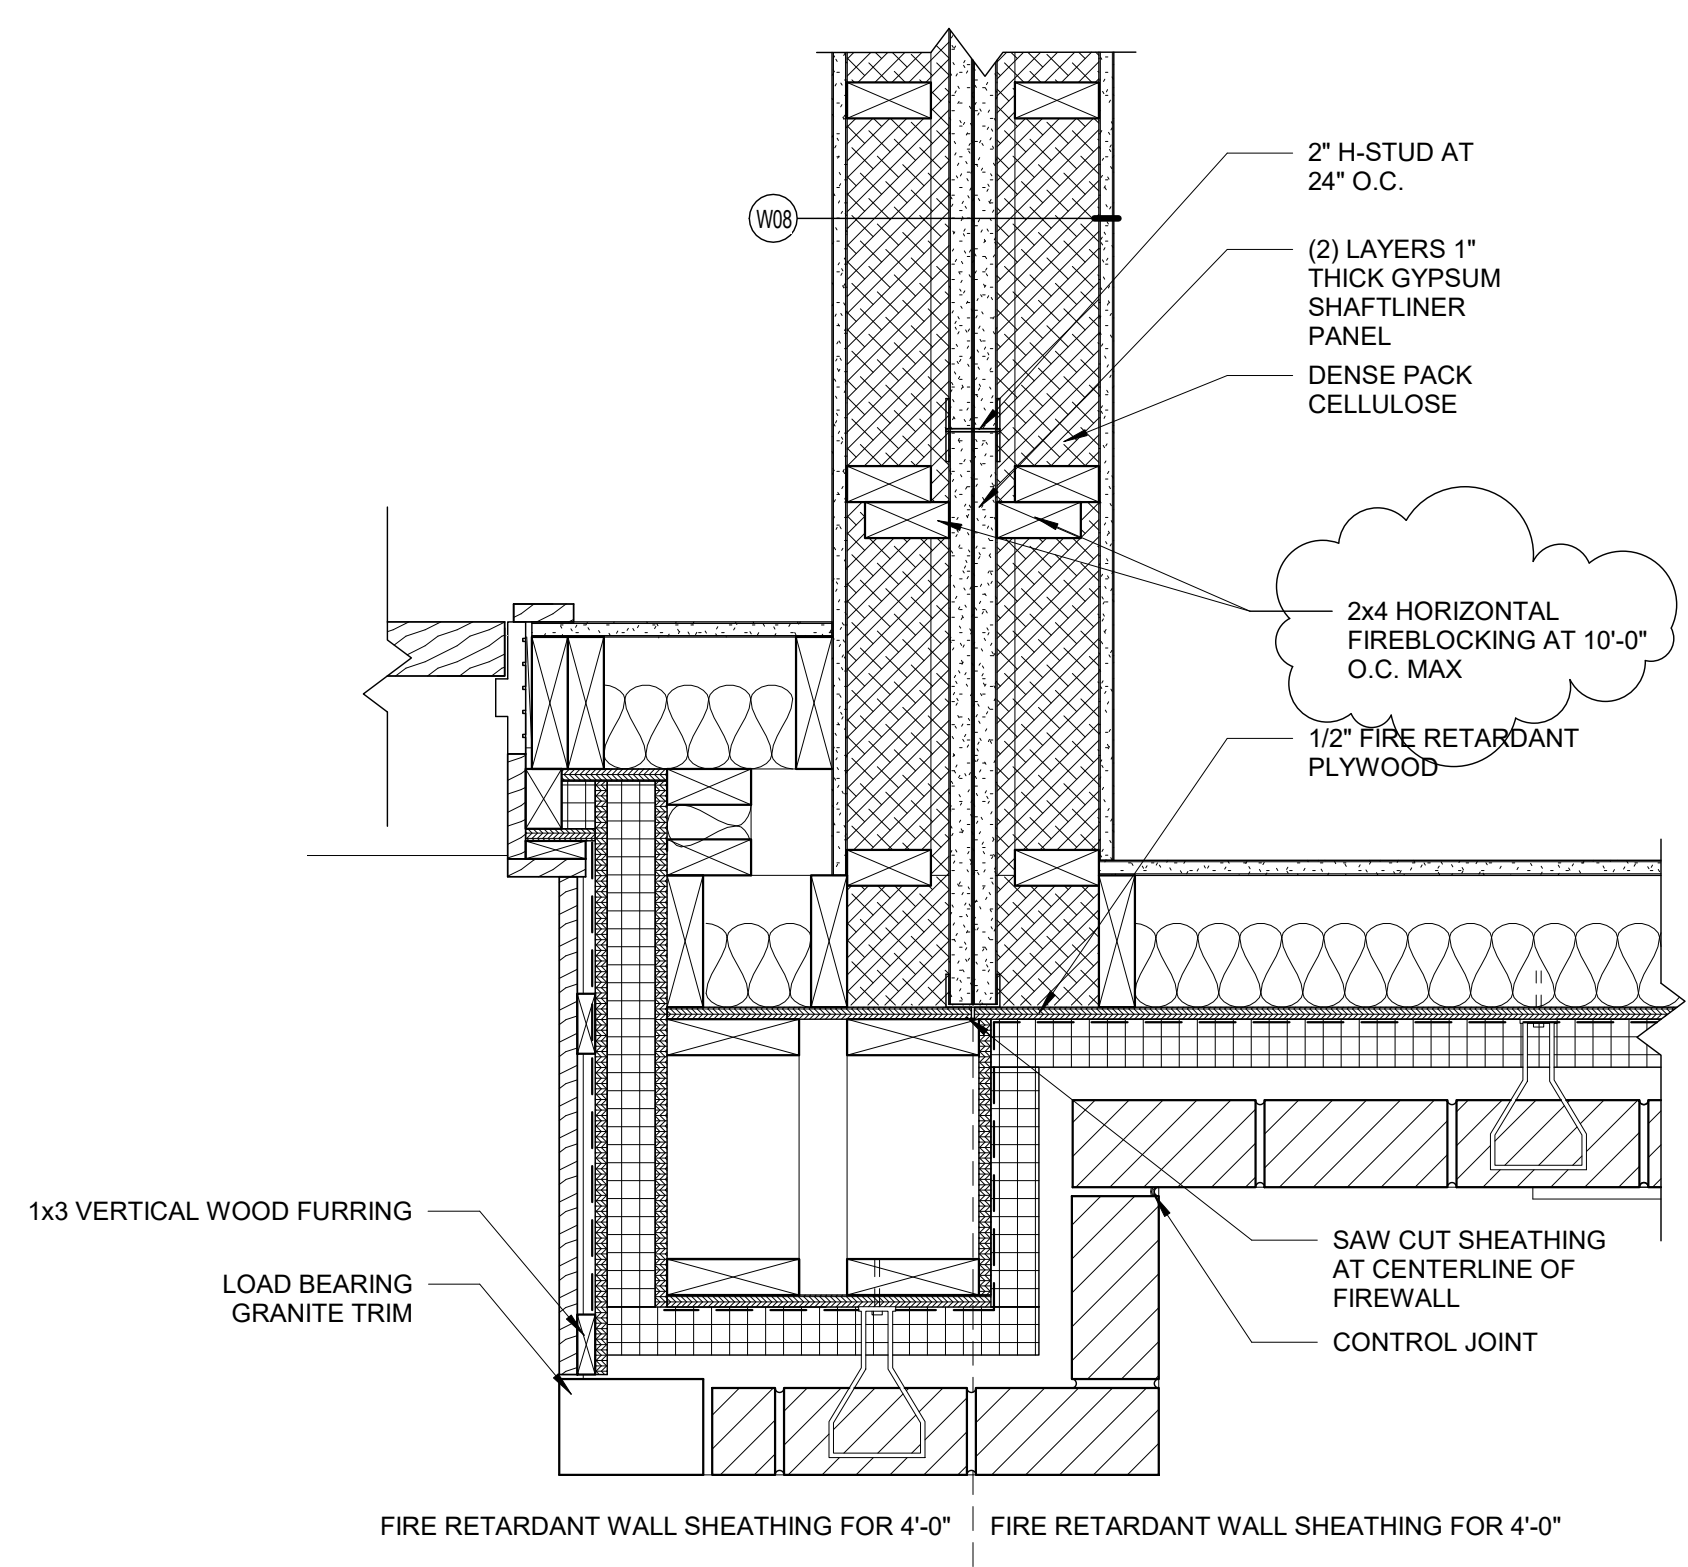 2" H-STUD AT
24" O.C.
W08
(2) LAYERS 1"
THICK GYPSUM
SHAFTLINER
PANEL
DENSE PACK
CELLULOSE
2x4 HORIZONTAL
FIREBLOCKING AT 10'-0"
O.C. MAX
1/2" FIRE RETARDANT
PLYWOOD
1x3 VERTICAL WOOD FURRING
LOAD BEARING
GRANITE TRIM
SAW CUT SHEATHING
AT CENTERLINE OF
FIREWALL
CONTROL JOINT
FIRE RETARDANT WALL SHEATHING FOR 4'-0"
FIRE RETARDANT WALL SHEATHING FOR 4'-0"